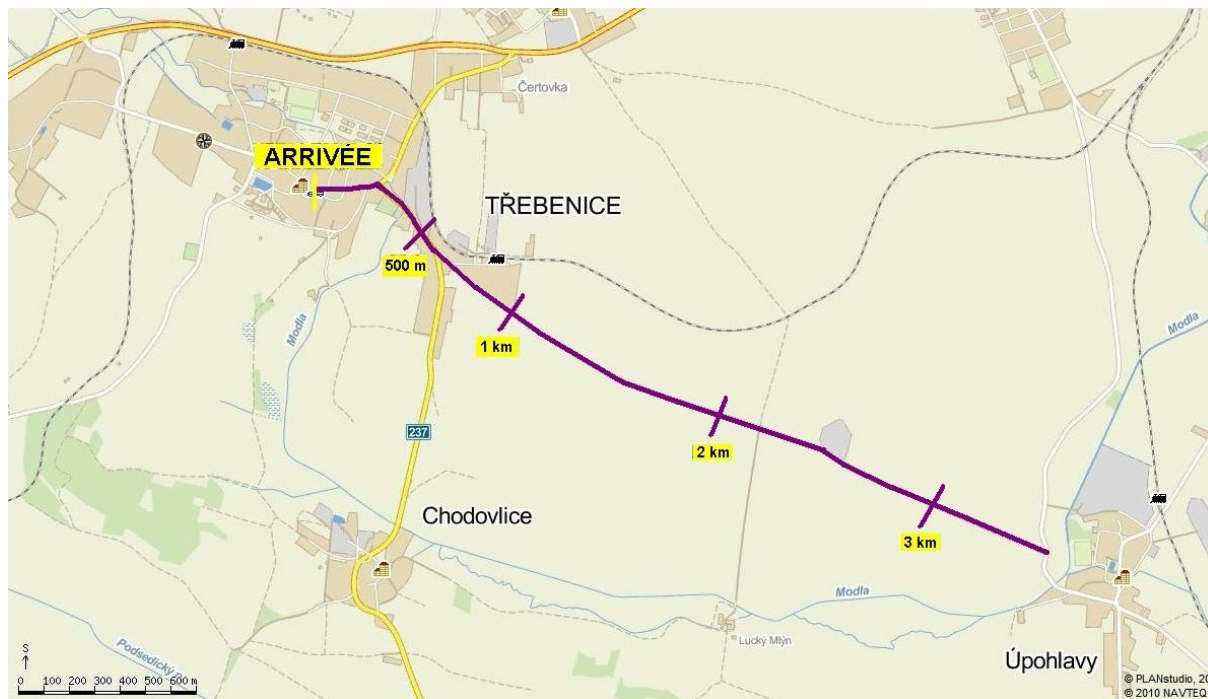 Čertovka
ARRIVÉE
TŘEBENICE
500 m
Modla
Modla
1 km
237
2 km
Chodovlice
3 km
Modla
Lucký Mlýn
Podsedický
Úpohlavy
S
0 100 200 300 400 500 600 m
© PLANstudio, 20
© 2010 NAVTEQ